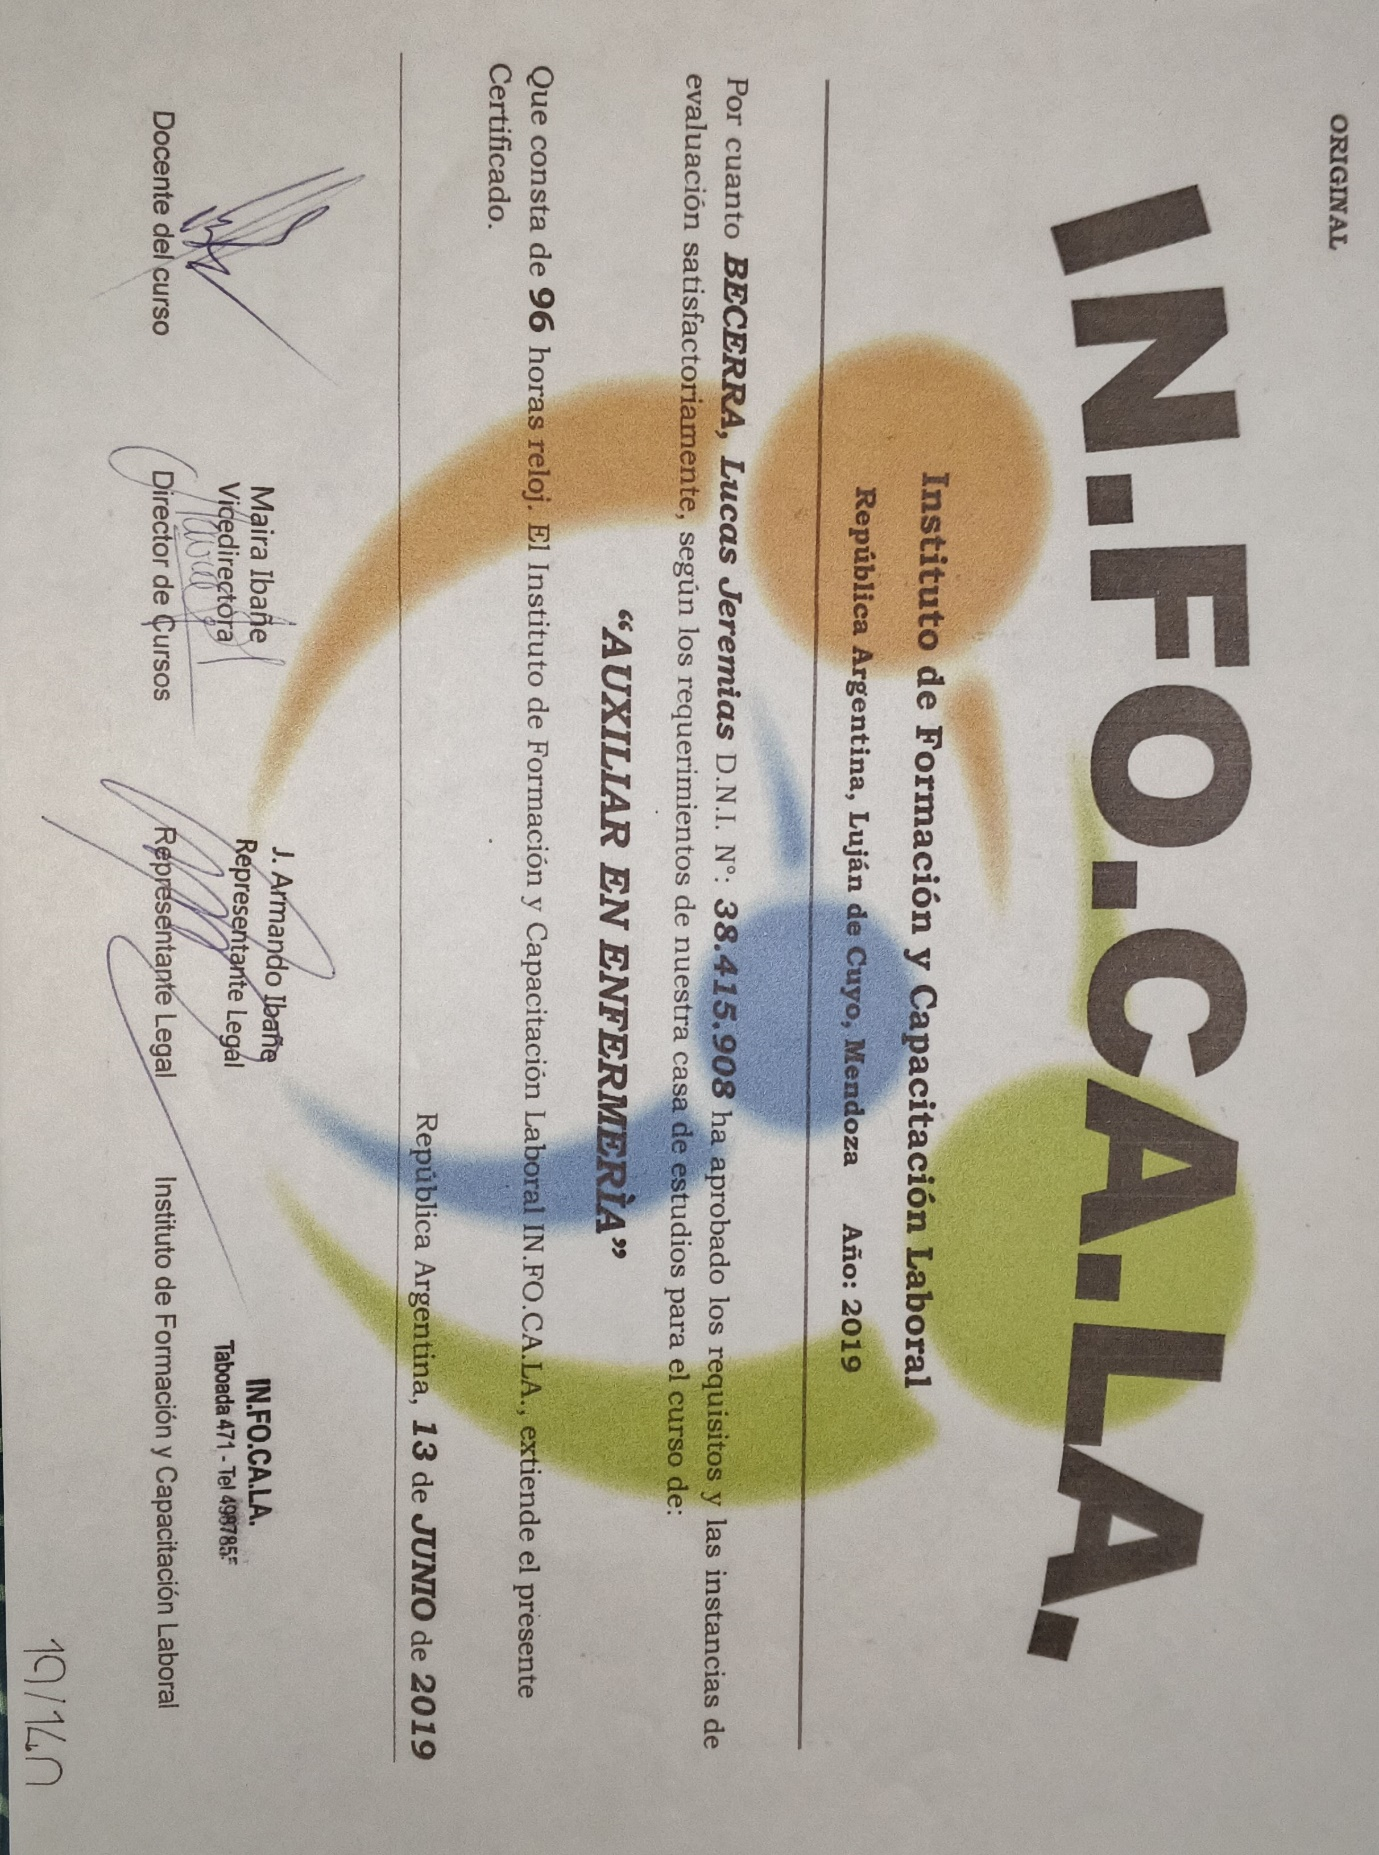 ORIGINAL
IN.FO.CA.LA.
Instituto de Formación y Capacitación Laboral
República Argentina, Luján de Cuyo, Mendoza Año: 2019
Por cuanto BECERRA, Lucas Jeremias D.N.I. Nº: 38.415.908 ha aprobado los requisitos y las instancias de
evaluación satisfactoriamente, según los requerimientos de nuestra casa de estudios para el curso de:
“AUXILIAR EN ENFERMERÌA”
Que consta de 96 horas reloj. El Instituto de Formación y Capacitación Laboral IN.FO.CA.LA., extiende el presente
Certificado.
República Argentina, 13 de JUNIO de 2019
Maira Ibañe
Vicedirectora
J. Armando Ibañe
Representante Legal
IN.FO.CA.LA.
Taboada 471 - Tel
Docente del curso
Director de Cursos
Representante Legal
Instituto de Formación y Capacitación Laboral